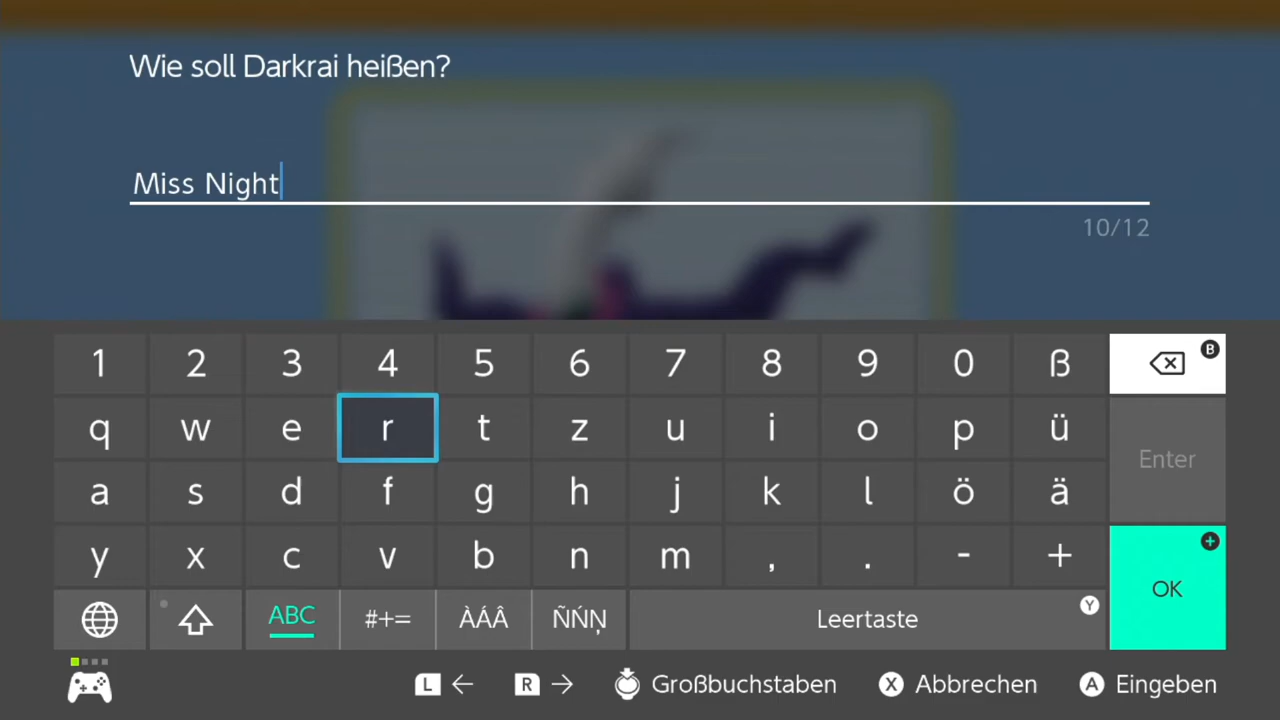 Wie soll Darkrai heißen?
Miss Night
10/12
1 2 3 4 5 6 7 8 9 0 ß B
q w e r t z u i o p ü
Enter
a s d f g h j k l ö ä
y x c v b n m , . - +
OK +
ABC #+= ÀÁÂ ÑŃŅ Leertaste Y
L ← R → Großbuchstaben X Abbrechen A Eingeben